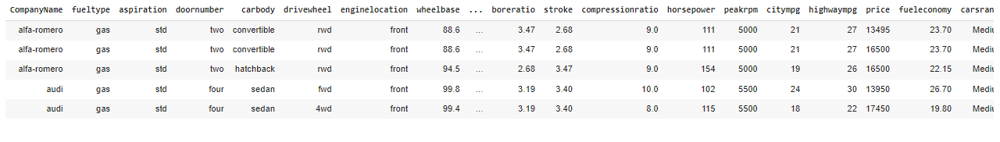 CompanyName fueltype aspiration doornumber carbody drivewheel enginelocation wheelbase ... boreratio stroke compressionratio horsepower peakrpm citympg highwaympg price fueleconomy carsran
alfa-romero gas std two convertible rwd front 88.6 ... 3.47 2.68 9.0 111 5000 21 27 13495 23.70 Medi
alfa-romero gas std two convertible rwd front 88.6 ... 3.47 2.68 9.0 111 5000 21 27 16500 23.70 Medi
alfa-romero gas std two hatchback rwd front 94.5 ... 2.68 3.47 9.0 154 5000 19 26 16500 22.15 Medi
audi gas std four sedan fwd front 99.8 ... 3.19 3.40 10.0 102 5500 24 30 13950 26.70 Medi
audi gas std four sedan 4wd front 99.4 ... 3.19 3.40 8.0 115 5500 18 22 17450 19.80 Medi